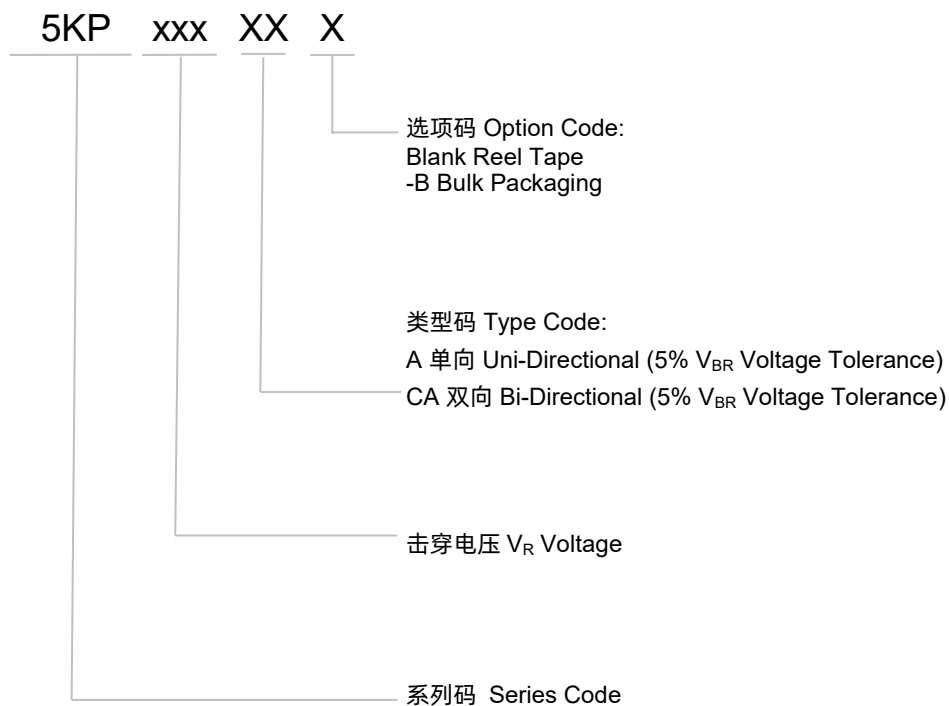 5KP xxx XX X
选项码 Option Code:
Blank Reel Tape
-B Bulk Packaging
类型码 Type Code:
A 单向 Uni-Directional (5% VBR Voltage Tolerance)
CA 双向 Bi-Directional (5% VBR Voltage Tolerance)
击穿电压 VR Voltage
系列码 Series Code